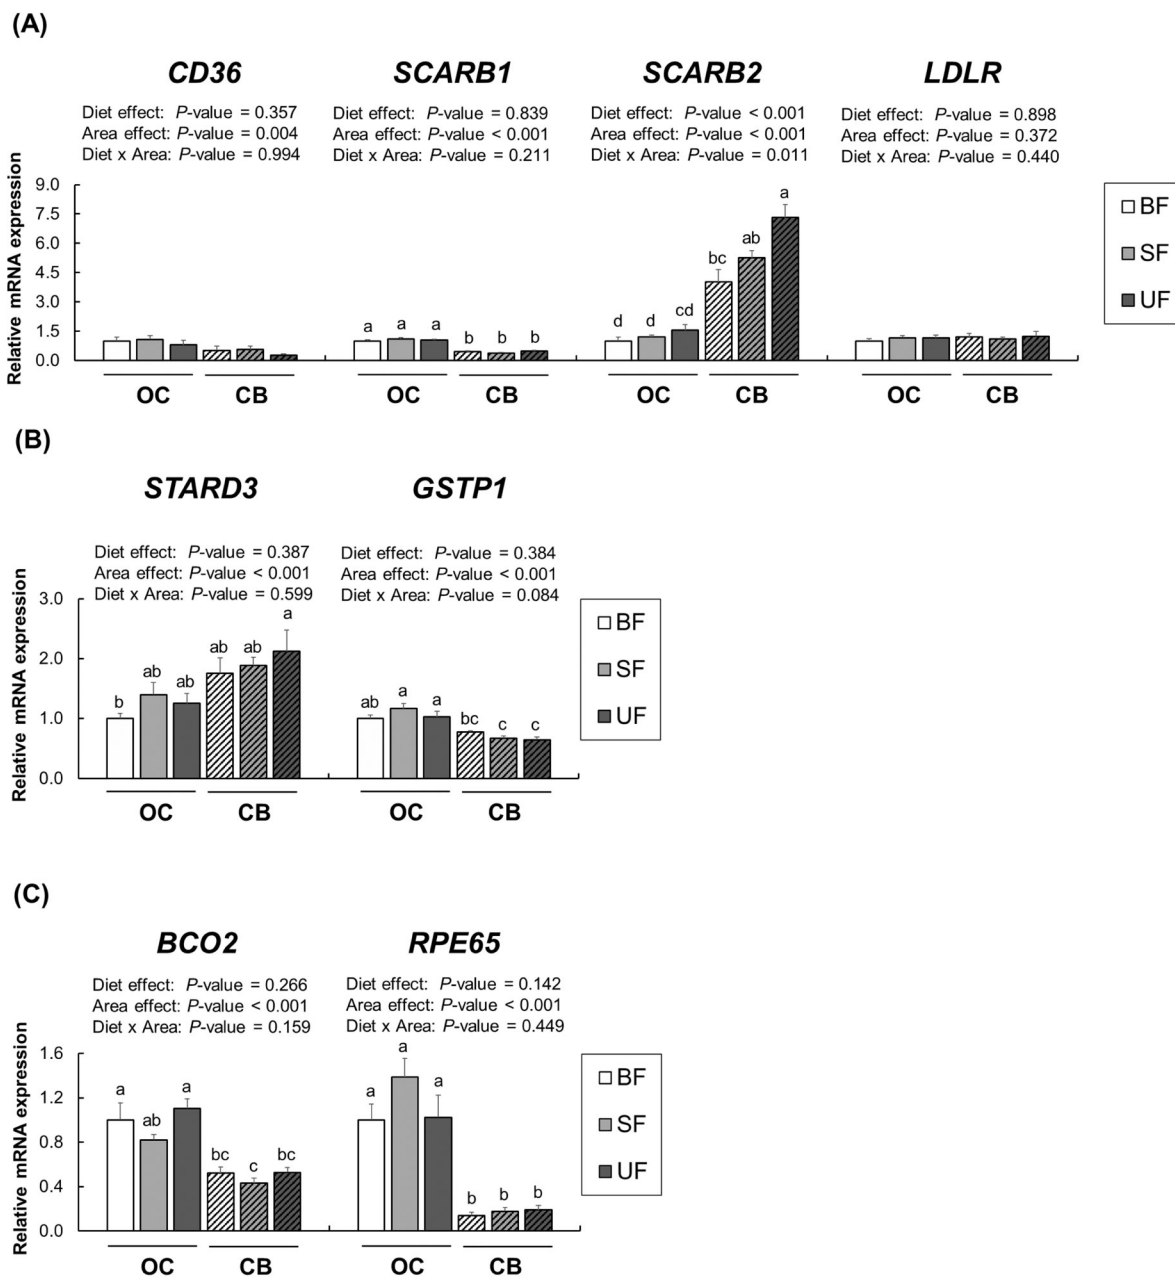 (A)
CD36 SCARB1 SCARB2 LDLR
Diet effect: P-value = 0.357 Diet effect: P-value = 0.839 Diet effect: P-value < 0.001 Diet effect: P-value = 0.898
Area effect: P-value = 0.004 Area effect: P-value < 0.001 Area effect: P-value < 0.001 Area effect: P-value = 0.372
Diet x Area: P-value = 0.994 Diet x Area: P-value = 0.211 Diet x Area: P-value = 0.011 Diet x Area: P-value = 0.440
Relative mRNA expression
9.0
7.5
6.0
4.5
3.0
1.5
0.0
a a a b b b
d d cd bc ab a
OC CB OC CB OC CB OC CB
BF
SF
UF
(B)
STARD3 GSTP1
Diet effect: P-value = 0.387 Diet effect: P-value = 0.384
Area effect: P-value < 0.001 Area effect: P-value < 0.001
Diet x Area: P-value = 0.599 Diet x Area: P-value = 0.084
Relative mRNA expression
3.0
2.0
1.0
0.0
b ab ab ab ab a
ab a a bc c c
OC CB OC CB
BF
SF
UF
(C)
BCO2 RPE65
Diet effect: P-value = 0.266 Diet effect: P-value = 0.142
Area effect: P-value < 0.001 Area effect: P-value < 0.001
Diet x Area: P-value = 0.159 Diet x Area: P-value = 0.449
Relative mRNA expression
1.6
1.2
0.8
0.4
0.0
a ab a bc c bc
a a a b b b
OC CB OC CB
BF
SF
UF